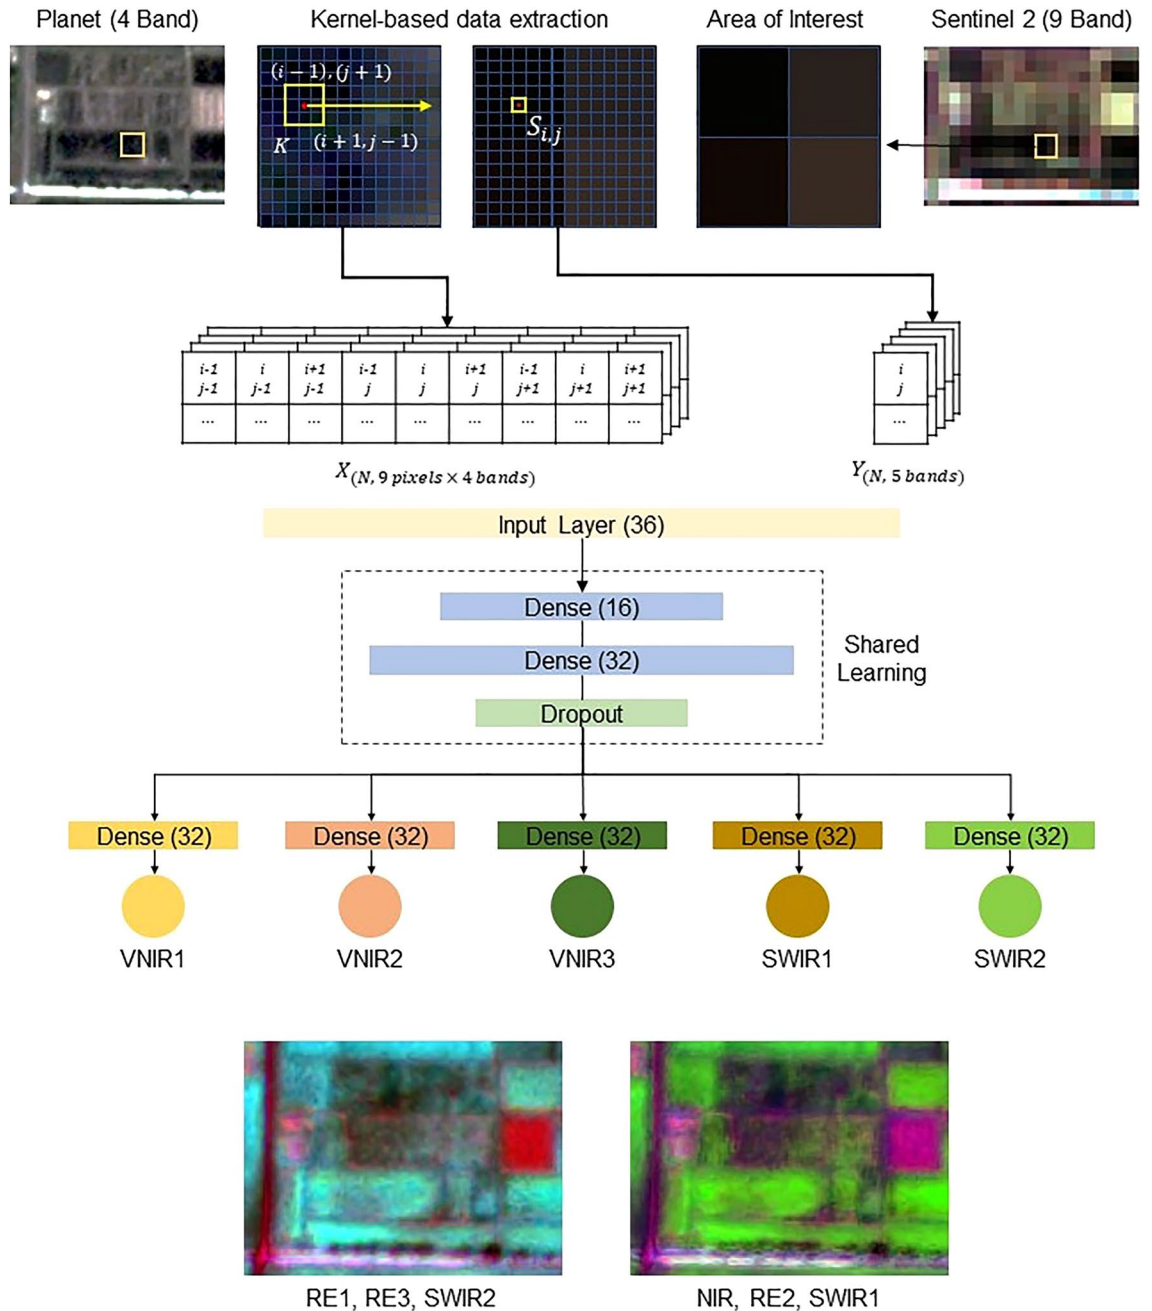 Planet (4 Band)
Kernel-based data extraction
Area of Interest
Sentinel 2 (9 Band)
(i − 1), (j + 1)
K
(i + 1, j − 1)
S_{i,j}
i-1 i i+1 i-1 i i+1 i-1 i i+1
j-1 j-1 j-1 j j j j+1 j+1 j+1
... ... ... ... ... ... ... ... ...
i
j
...
X_{(N, 9 pixels × 4 bands)}
Y_{(N, 5 bands)}
Input Layer (36)
Dense (16)
Dense (32)
Dropout
Shared
Learning
Dense (32) Dense (32) Dense (32) Dense (32) Dense (32)
VNIR1 VNIR2 VNIR3 SWIR1 SWIR2
RE1, RE3, SWIR2
NIR, RE2, SWIR1